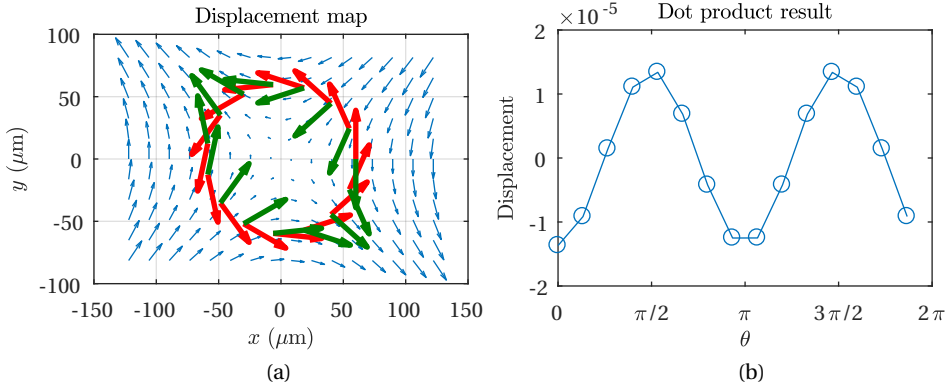 Displacement map
100
50
0
-50
-100
y (μm)
-150 -100 -50 0 50 100 150
x (μm)
(a)
×10⁻⁵ Dot product result
2
1
0
-1
-2
Displacement
0 π/2 π 3π/2 2π
θ
(b)